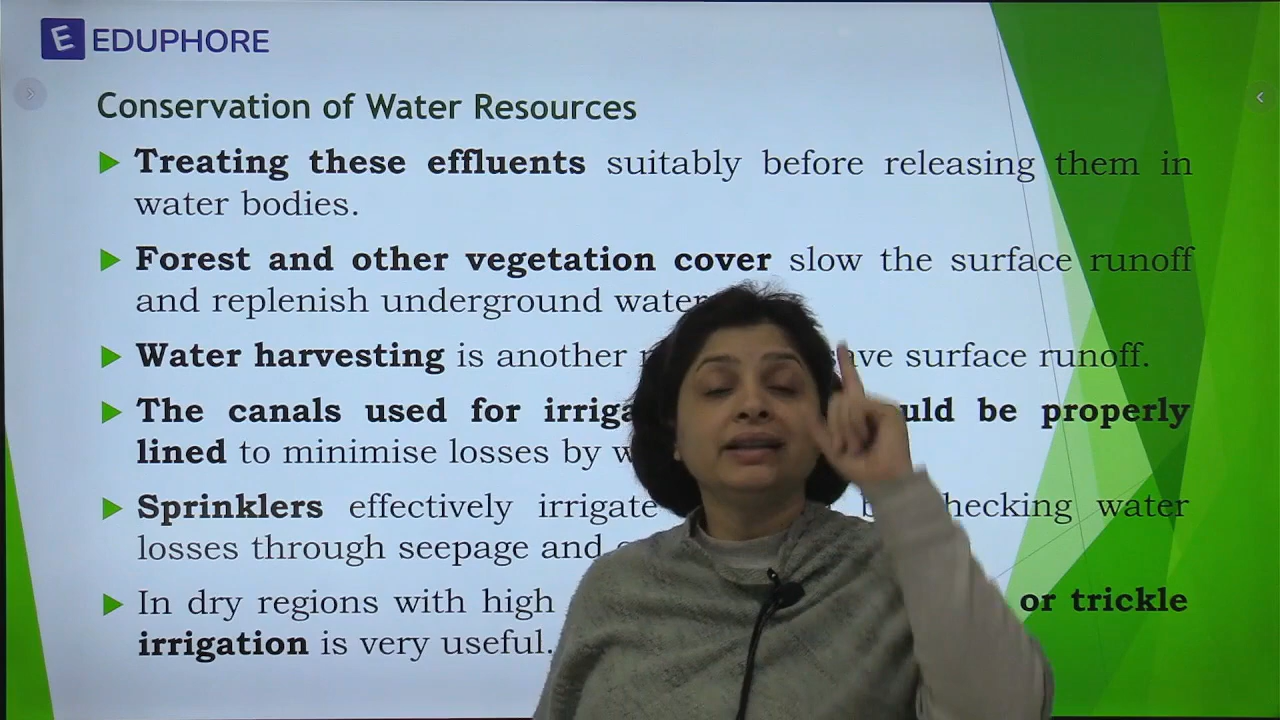 E EDUPHORE
Conservation of Water Resources
Treating these effluents suitably before releasing them in
water bodies.
Forest and other vegetation cover slow the surface runoff
and replenish underground water
Water harvesting is another surface runoff.
The canals used for be properly
lined to minimise losses by
Sprinklers effectively irrigate water
losses through seepage and
In dry regions with high or trickle
irrigation is very useful.